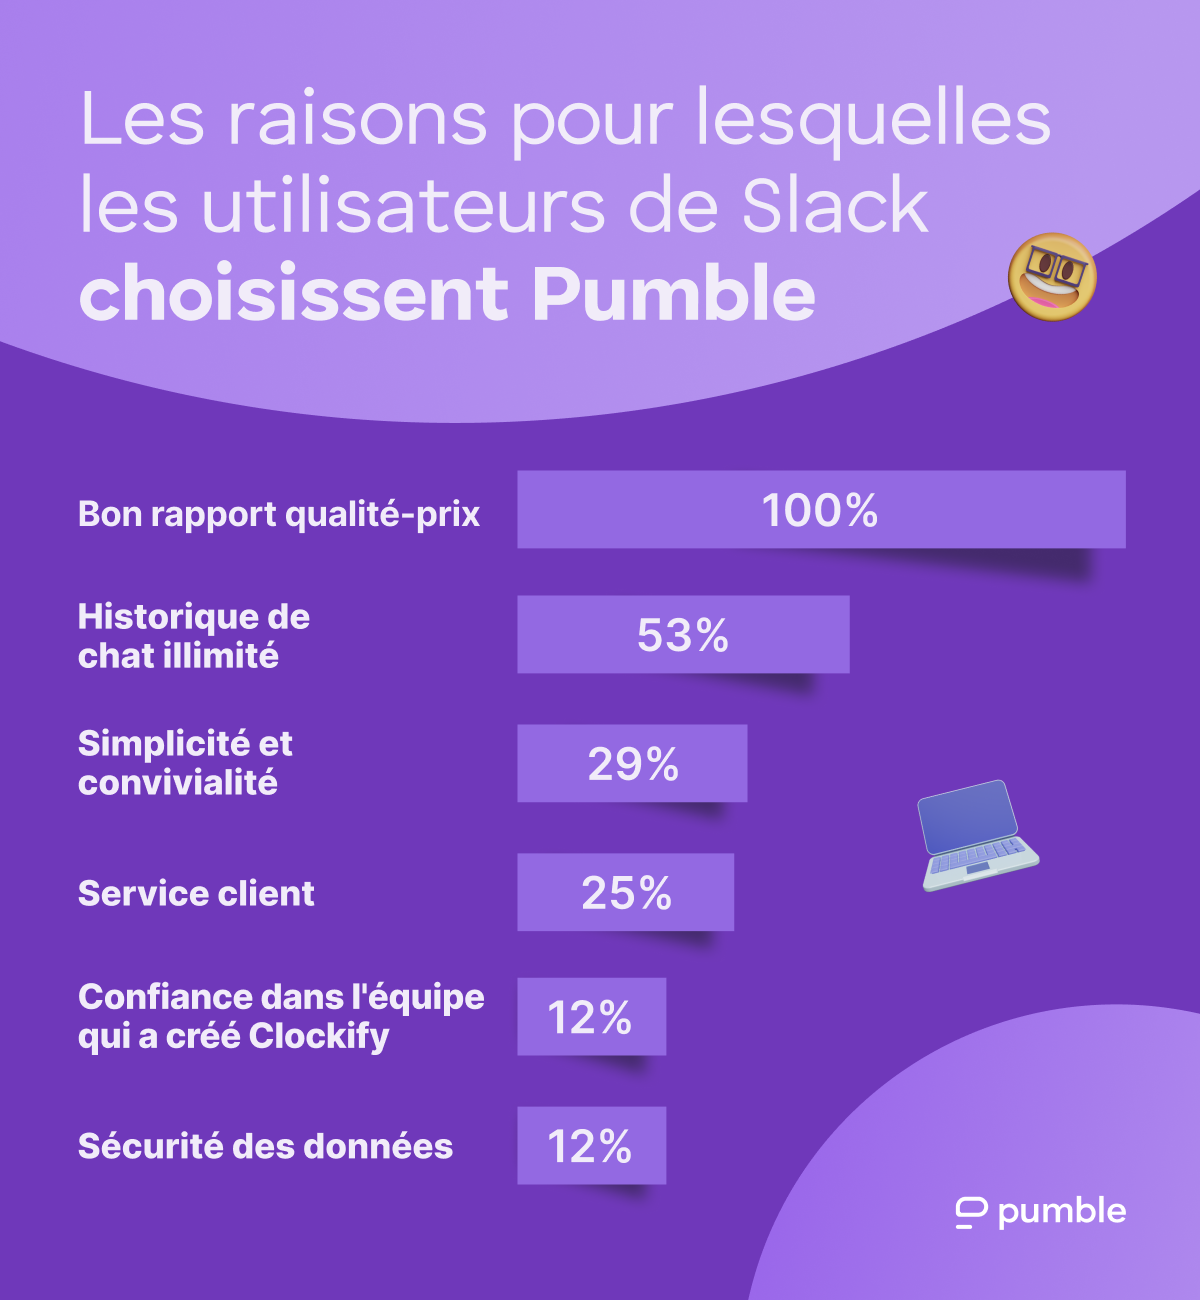 Les raisons pour lesquelles
les utilisateurs de Slack
choisissent Pumble
Bon rapport qualité-prix
100%
Historique de
chat illimité
53%
Simplicité et
convivialité
29%
Service client
25%
Confiance dans l'équipe
qui a créé Clockify
12%
Sécurité des données
12%
pumble